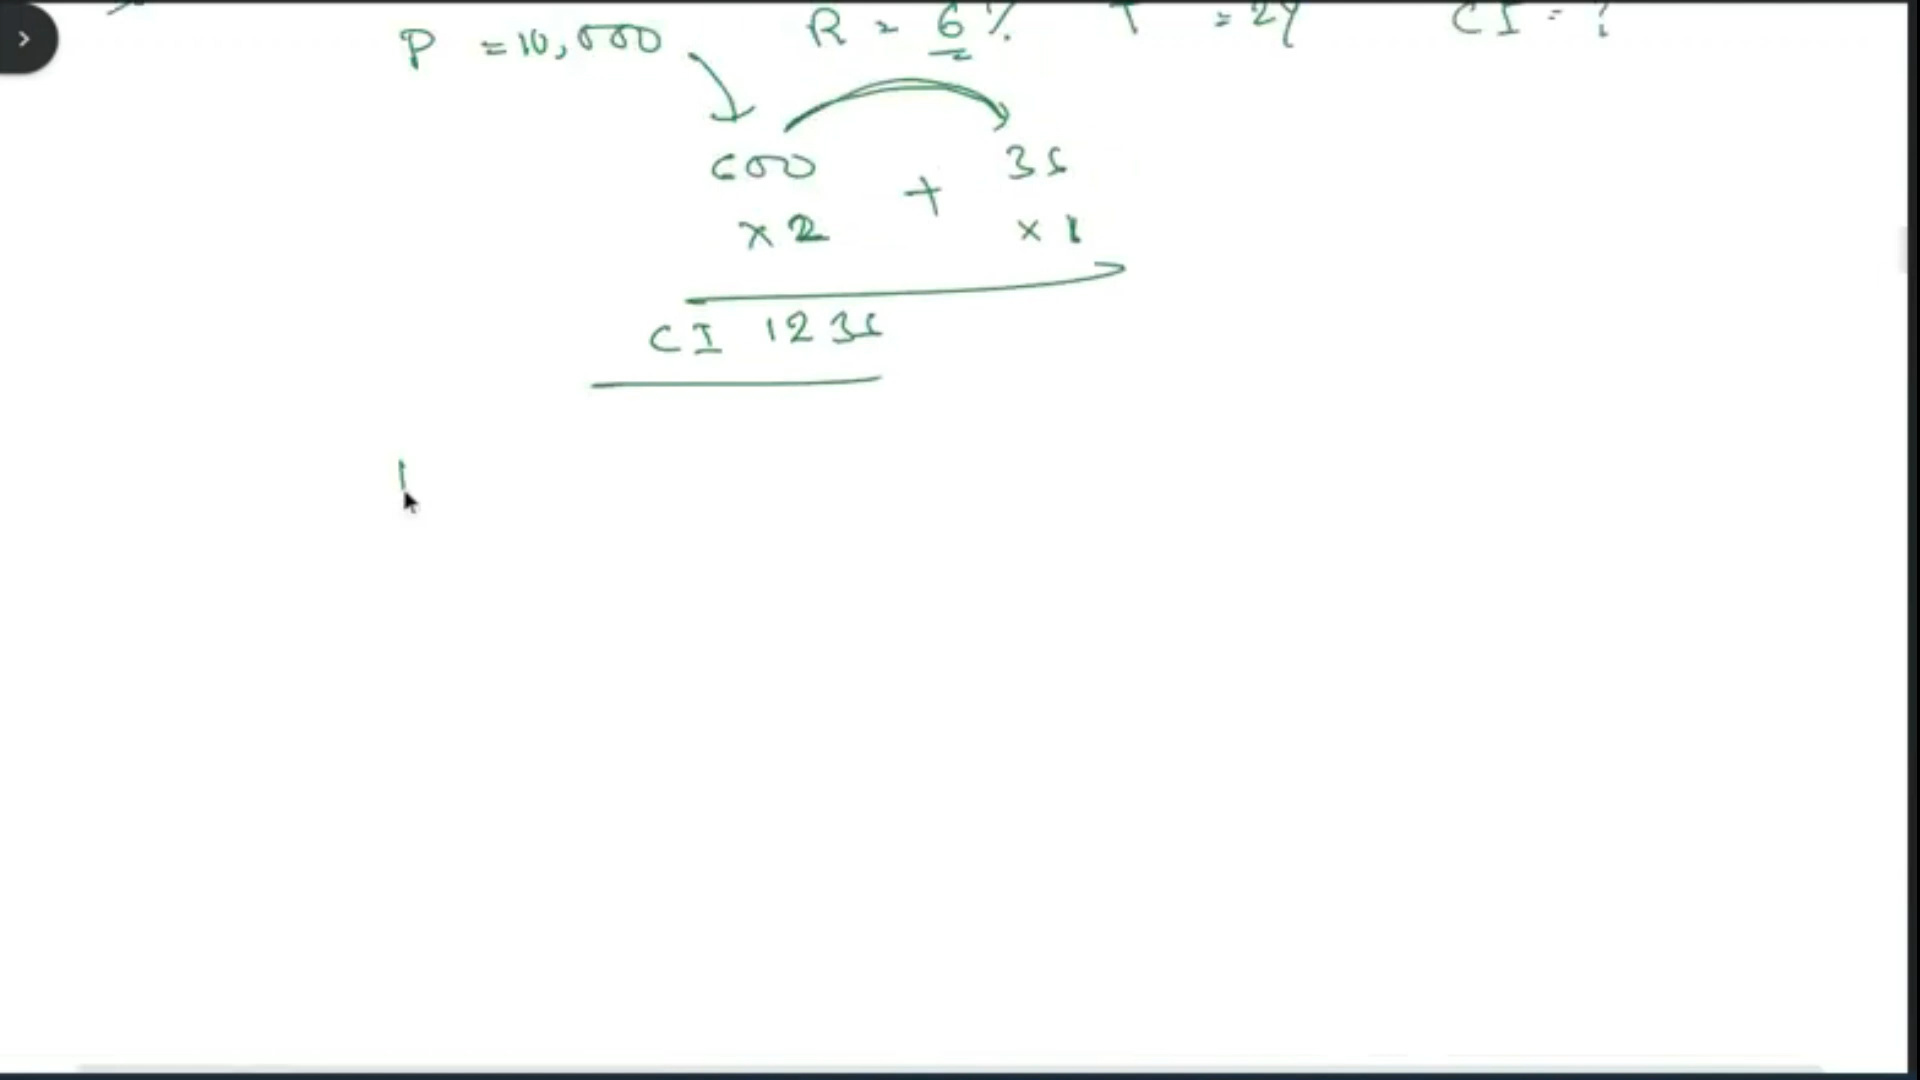 P = 10,000 R = 6% T = 2Y CI = ?
600 + 36
x 2 x 1
CI 1236